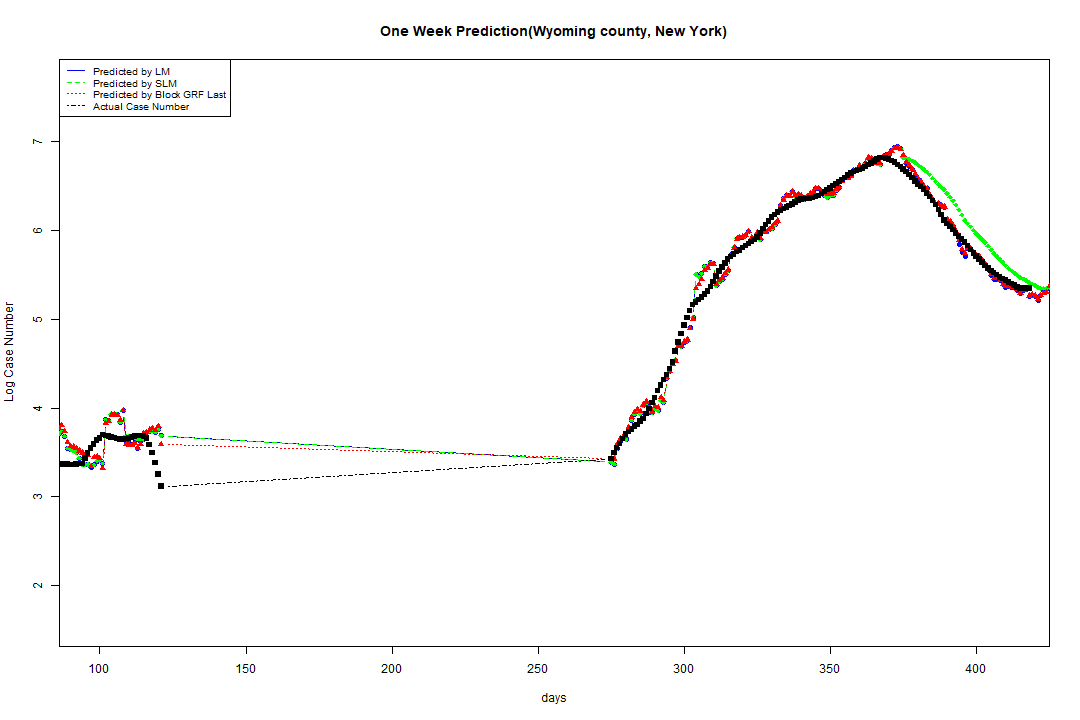 One Week Prediction(Wyoming county, New York)
Predicted by LM
Predicted by SLM
Predicted by Block GRF Last
Actual Case Number
Log Case Number
7
6
5
4
3
2
100 150 200 250 300 350 400
days